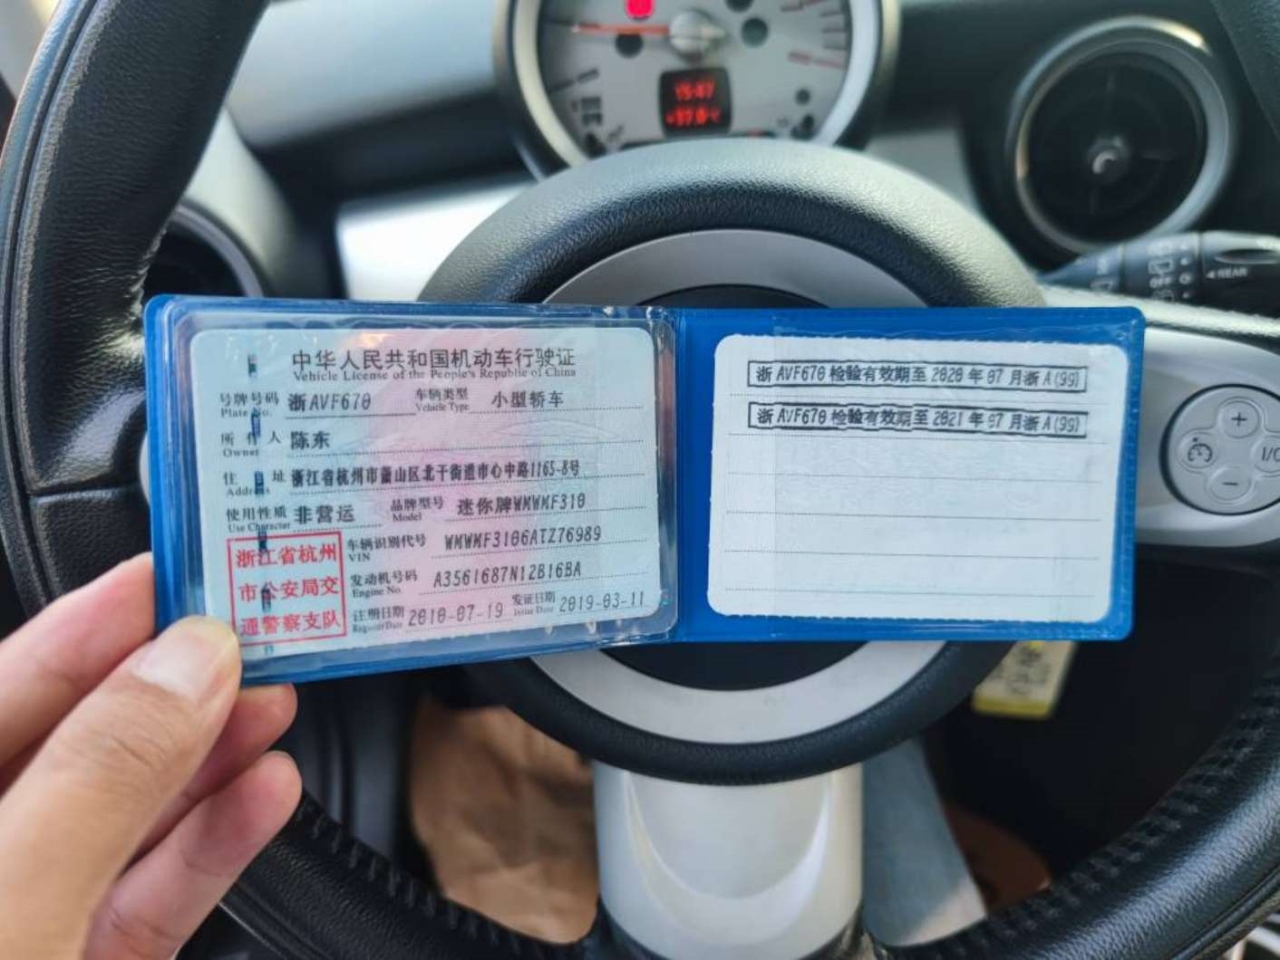 15:47
中华人民共和国机动车行驶证
Vehicle License of the People's Republic of China
号牌号码 浙AVF670 车辆类型 小型轿车
Plate No. Vehicle Type
所有人 陈东
Owner
住址 浙江省杭州市萧山区北干街道市心中路1165-8号
Address
使用性质 非营运 品牌型号 迷你牌WMWMF310
Use Character Model
浙江省杭州
市公安局交
通警察支队
车辆识别代号 WMWMF3106ATZ76989
VIN
发动机号码 A3561687N12B16BA
Engine No.
注册日期 2010-07-19 发证日期 2019-03-11
Register Date Issue Date
浙AVF670检验有效期至2020年07月浙A(99)
浙AVF670检验有效期至2021年07月浙A(99)
OFF
REAR
+
I/O
−